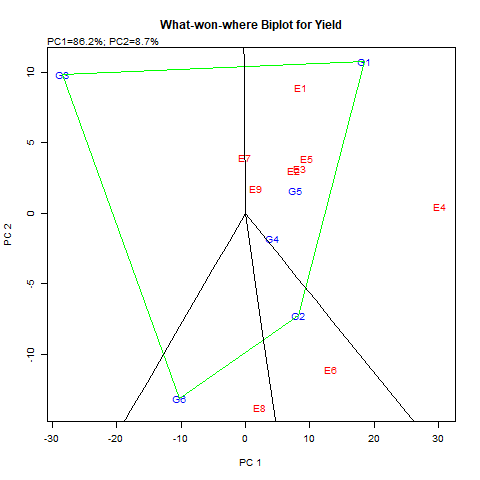 What-won-where Biplot for Yield
PC1=86.2%; PC2=8.7%
10
5
0
-5
-10
PC 2
G3
G1
E1
E7
E5
E3
E9
G5
E4
G4
G2
E6
E8
-30
-20
-10
0
10
20
30
PC 1